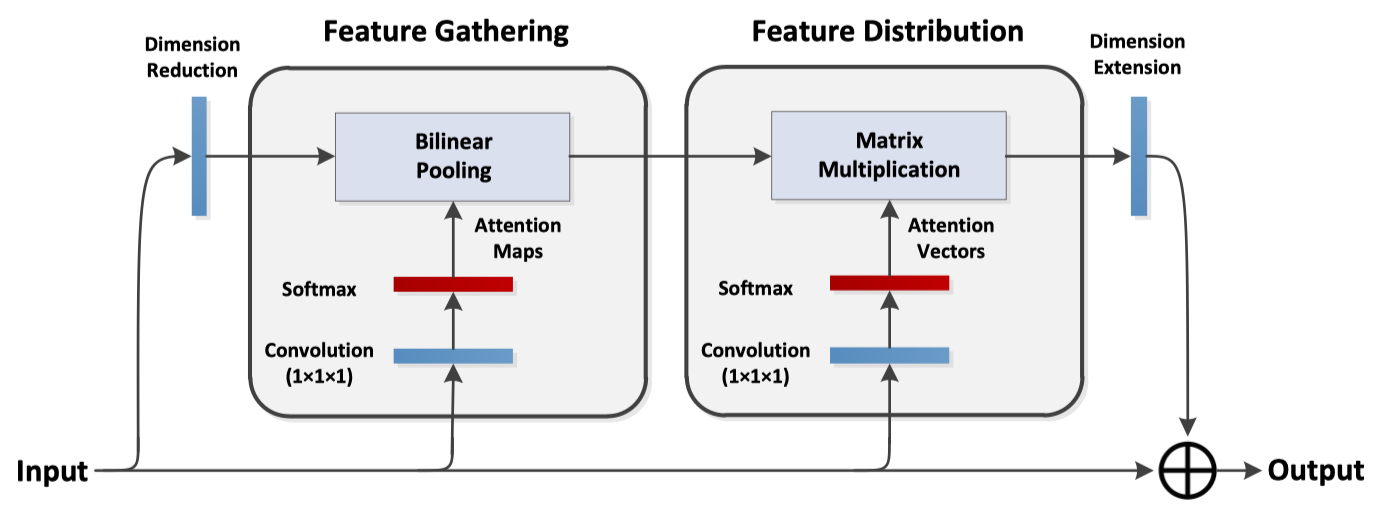 Feature Gathering
Feature Distribution
Dimension
Reduction
Dimension
Extension
Bilinear
Pooling
Matrix
Multiplication
Attention
Maps
Attention
Vectors
Softmax
Softmax
Convolution
(1×1×1)
Convolution
(1×1×1)
Input
Output